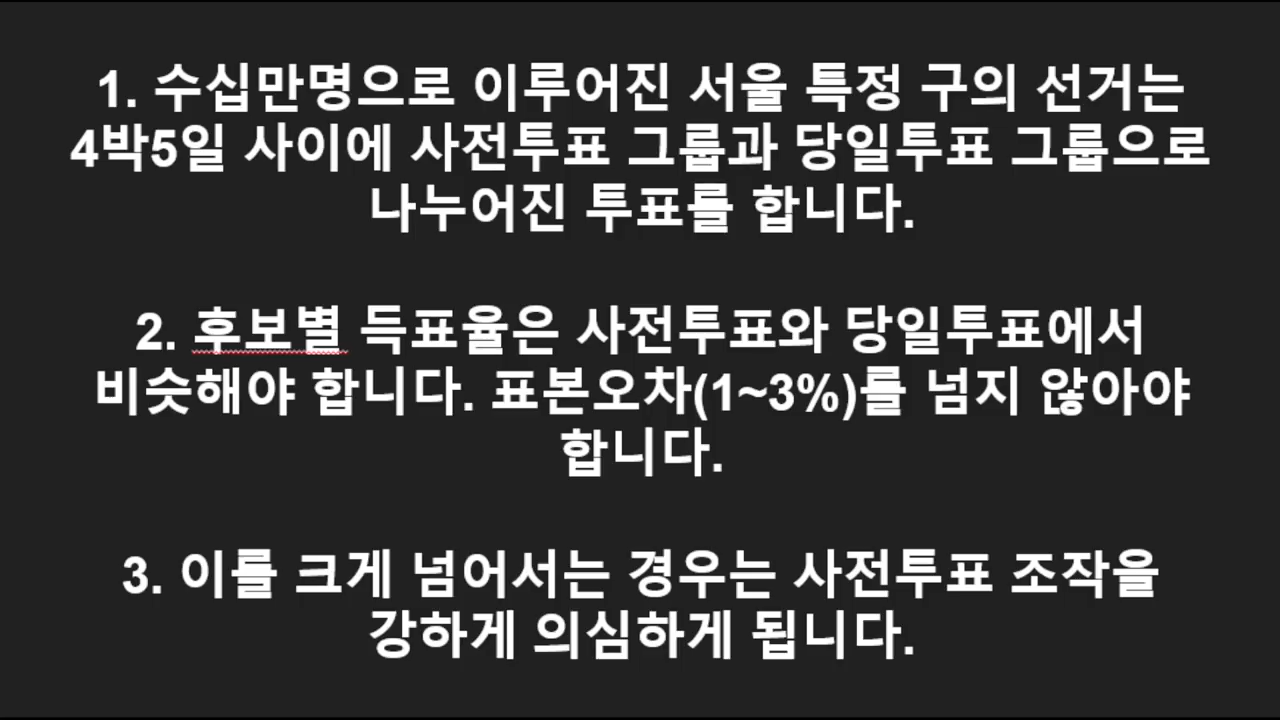 1. 수십만명으로 이루어진 서울 특정 구의 선거는
4박5일 사이에 사전투표 그룹과 당일투표 그룹으로
나누어진 투표를 합니다.
2. 후보별 득표율은 사전투표와 당일투표에서
비슷해야 합니다. 표본오차(1~3%)를 넘지 않아야
합니다.
3. 이를 크게 넘어서는 경우는 사전투표 조작을
강하게 의심하게 됩니다.